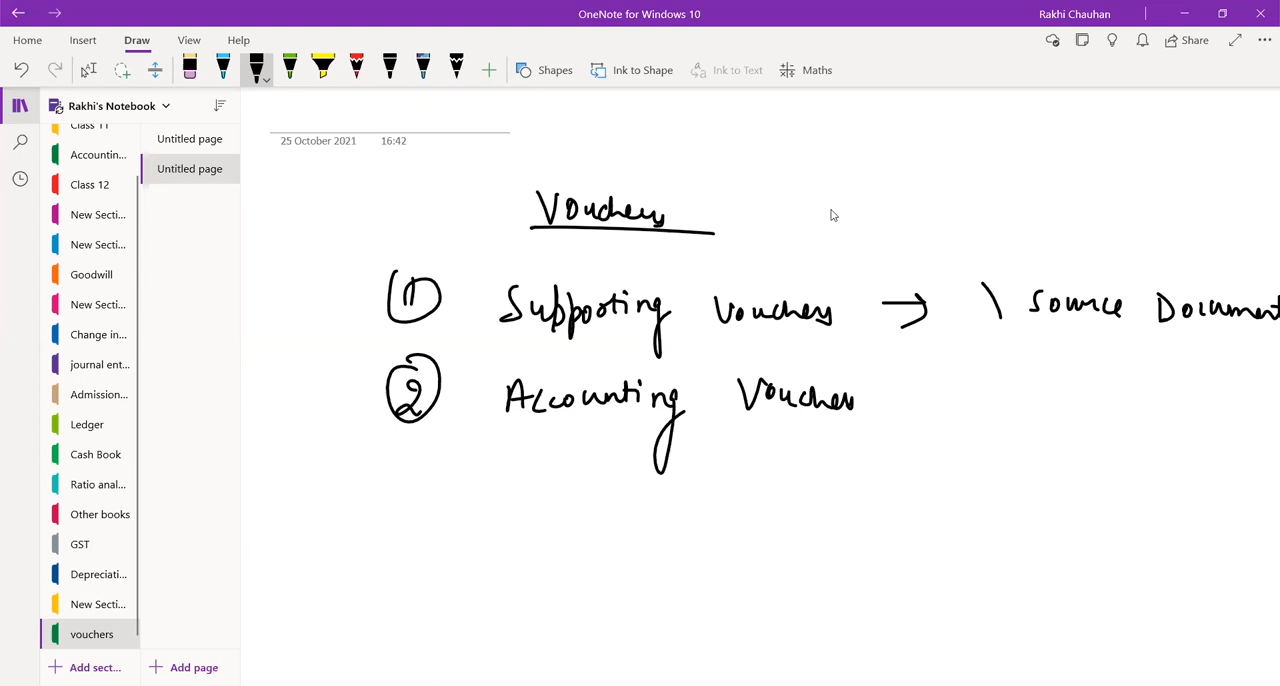 OneNote for Windows 10
Rakhi Chauhan
Home Insert Draw View Help
Share
Shapes
Ink to Shape
Ink to Text
Maths
Rakhi's Notebook
Class 11
Accountin...
Class 12
New Secti...
New Secti...
Goodwill
New Secti...
Change in...
journal ent...
Admission...
Ledger
Cash Book
Ratio anal...
Other books
GST
Depreciati...
New Secti...
vouchers
Add sect...
Untitled page
Untitled page
Add page
25 October 2021 16:42
Vouchers
① Supporting Vouchers → \ Source Document
② Accounting Vouchers